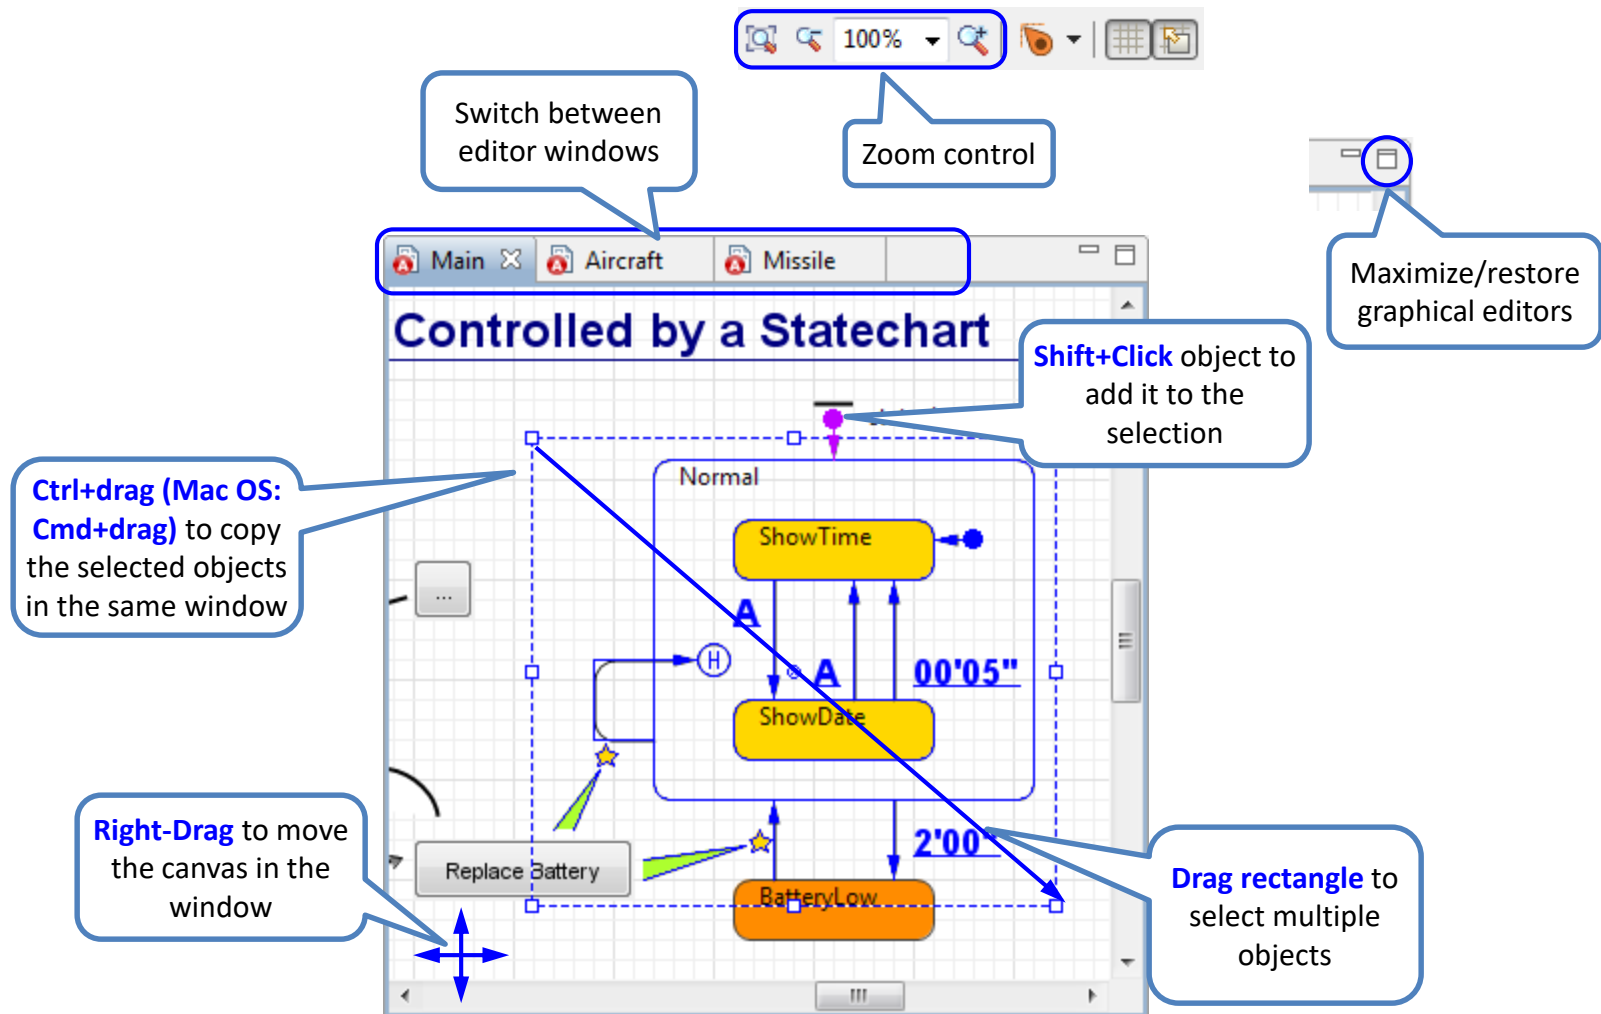 100%
Switch between
editor windows
Zoom control
Main
Aircraft
Missile
Maximize/restore
graphical editors
Controlled by a Statechart
Shift+Click object to
add it to the
selection
Normal
Ctrl+drag (Mac OS:
Cmd+drag) to copy
the selected objects
in the same window
ShowTime
...
A
H
A
00'05"
ShowDate
Right-Drag to move
the canvas in the
window
2'00"
Replace Battery
BatteryLow
Drag rectangle to
select multiple
objects